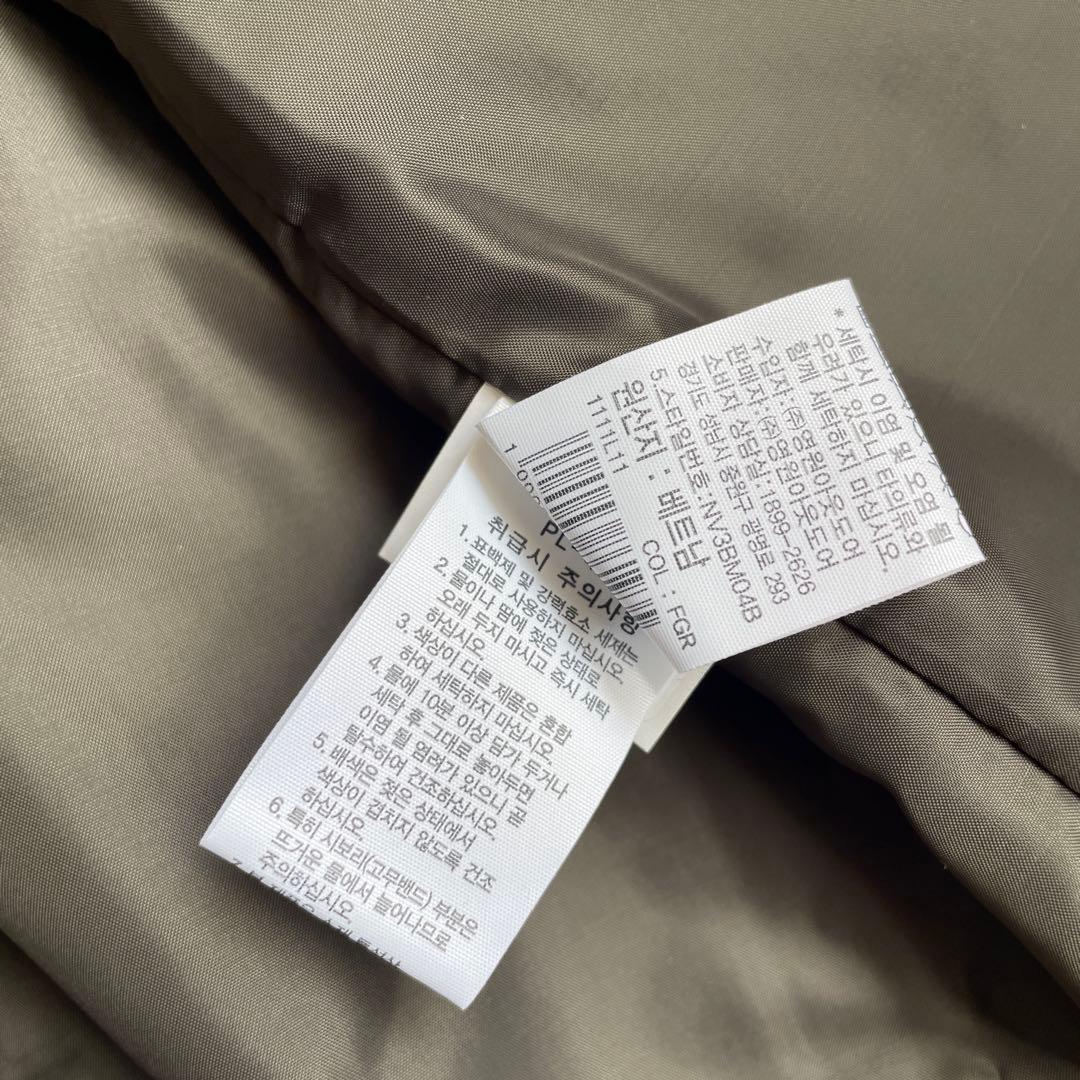 * 세탁시 이염 및 오염 될
우려가 있으니 타의류와
함께 세탁하지 마십시오.
수입자: ㈜영원아웃도어
판매자: ㈜영원아웃도어
소비자 상담실: 1899-2626
경기도 성남시 중원구 광명로 293
5.스타일번호:NV3BM04B
원산지 : 베트남
COL : FGR
1111L1
취급시 주의사항
1. 표백제 및 강력효소 세제는
절대로 사용하지 마십시오.
2. 물이나 땀에 젖은 상태로
오래 두지 마시고 즉시 세탁
하십시오.
3. 색상이 다른 제품은 혼합
하여 세탁하지 마십시오.
4. 물에 10분 이상 담가 두거나
세탁 후 그대로 놓아두면
이염 될 염려가 있으니 곧
탈수하여 건조하십시오.
5. 배색은 젖은 상태에서
색상이 겹치지 않도록 건조
하십시오.
6. 특히 시보리(고무밴드) 부분은
뜨거운 물에서 늘어나므로
주의하십시오.